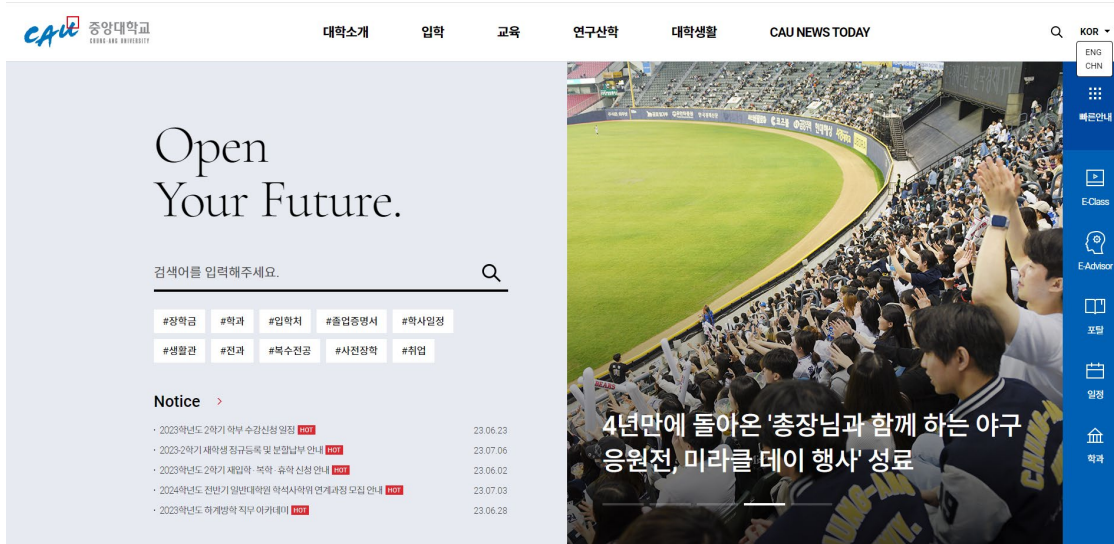 CAU 중앙대학교
CHUNG-ANG UNIVERSITY
대학소개 입학 교육 연구산학 대학생활 CAU NEWS TODAY
KOR
ENG
CHN
빠른안내
E-Class
E-Advisor
포탈
일정
학과
Open
Your Future.
검색어를 입력해주세요.
#장학금 #학과 #입학처 #졸업증명서 #학사일정
#생활관 #전과 #복수전공 #사전장학 #취업
Notice
· 2023학년도 2학기 학부 수강신청 일정 HOT 23.06.23
· 2023-2학기 재학생 정규등록 및 분할납부 안내 HOT 23.07.06
· 2023학년도 2학기 재입학 · 복학 · 휴학 신청 안내 HOT 23.06.02
· 2024학년도 전반기 일반대학원 학석사학위 연계과정 모집 안내 HOT 23.07.03
· 2023학년도 하계방학 직무 아카데미 HOT 23.06.28
4년만에 돌아온 '총장님과 함께 하는 야구
응원전, 미라클 데이 행사' 성료
BEARS
CHUNG-ANG
UNIV.